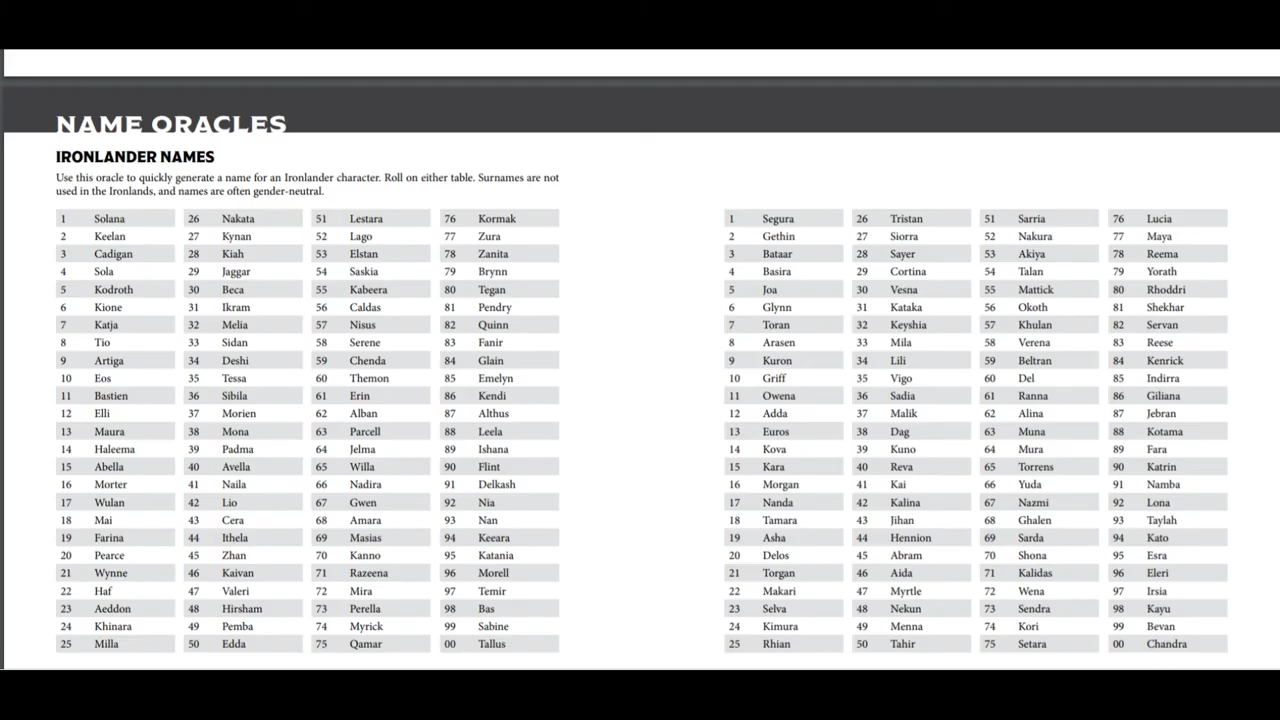 NAME ORACLES
IRONLANDER NAMES
Use this oracle to quickly generate a name for an Ironlander character. Roll on either table. Surnames are not
used in the Ironlands, and names are often gender-neutral.
1 Solana 26 Nakata 51 Lestara 76 Kormak
2 Keelan 27 Kynan 52 Lago 77 Zura
3 Cadigan 28 Kiah 53 Elstan 78 Zanita
4 Sola 29 Jaggar 54 Saskia 79 Brynn
5 Kodroth 30 Beca 55 Kabeera 80 Tegan
6 Kione 31 Ikram 56 Caldas 81 Pendry
7 Katja 32 Melia 57 Nisus 82 Quinn
8 Tio 33 Sidan 58 Serene 83 Fanir
9 Artiga 34 Deshi 59 Chenda 84 Glain
10 Eos 35 Tessa 60 Themon 85 Emelyn
11 Bastien 36 Sibila 61 Erin 86 Kendi
12 Elli 37 Morien 62 Alban 87 Althus
13 Maura 38 Mona 63 Parcell 88 Leela
14 Haleema 39 Padma 64 Jelma 89 Ishana
15 Abella 40 Avella 65 Willa 90 Flint
16 Morter 41 Naila 66 Nadira 91 Delkash
17 Wulan 42 Lio 67 Gwen 92 Nia
18 Mai 43 Cera 68 Amara 93 Nan
19 Farina 44 Ithela 69 Masias 94 Keeara
20 Pearce 45 Zhan 70 Kanno 95 Katania
21 Wynne 46 Kaivan 71 Razeena 96 Morell
22 Haf 47 Valeri 72 Mira 97 Temir
23 Aeddon 48 Hirsham 73 Perella 98 Bas
24 Khinara 49 Pemba 74 Myrick 99 Sabine
25 Milla 50 Edda 75 Qamar 00 Tallus
1 Segura 26 Tristan 51 Sarria 76 Lucia
2 Gethin 27 Siorra 52 Nakura 77 Maya
3 Bataar 28 Sayer 53 Akiya 78 Reema
4 Basira 29 Cortina 54 Talan 79 Yorath
5 Joa 30 Vesna 55 Mattick 80 Rhoddri
6 Glynn 31 Kataka 56 Okoth 81 Shekhar
7 Toran 32 Keyshia 57 Khulan 82 Servan
8 Arasen 33 Mila 58 Verena 83 Reese
9 Kuron 34 Lili 59 Beltran 84 Kenrick
10 Griff 35 Vigo 60 Del 85 Indirra
11 Owena 36 Sadia 61 Ranna 86 Giliana
12 Adda 37 Malik 62 Alina 87 Jebran
13 Euros 38 Dag 63 Muna 88 Kotama
14 Kova 39 Kuno 64 Mura 89 Fara
15 Kara 40 Reva 65 Torrens 90 Katrin
16 Morgan 41 Kai 66 Yuda 91 Namba
17 Nanda 42 Kalina 67 Nazmi 92 Lona
18 Tamara 43 Jihan 68 Ghalen 93 Taylah
19 Asha 44 Hennion 69 Sarda 94 Kato
20 Delos 45 Abram 70 Shona 95 Esra
21 Torgan 46 Aida 71 Kalidas 96 Eleri
22 Makari 47 Myrtle 72 Wena 97 Irsia
23 Selva 48 Nekun 73 Sendra 98 Kayu
24 Kimura 49 Menna 74 Kori 99 Bevan
25 Rhian 50 Tahir 75 Setara 00 Chandra